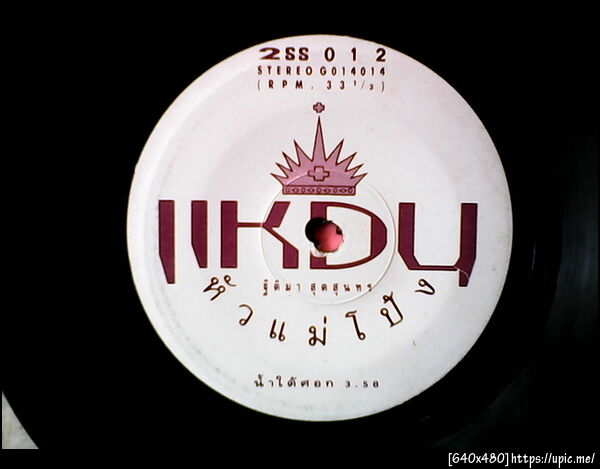 2SS 012
STEREO G014014
(RPM. 33 1/3)
แหวน
ฐิติมา สุตสุนทร
หัวแม่โป้ง
น้ำใต้ศอก 3.58
[640x480]https://upic.me/